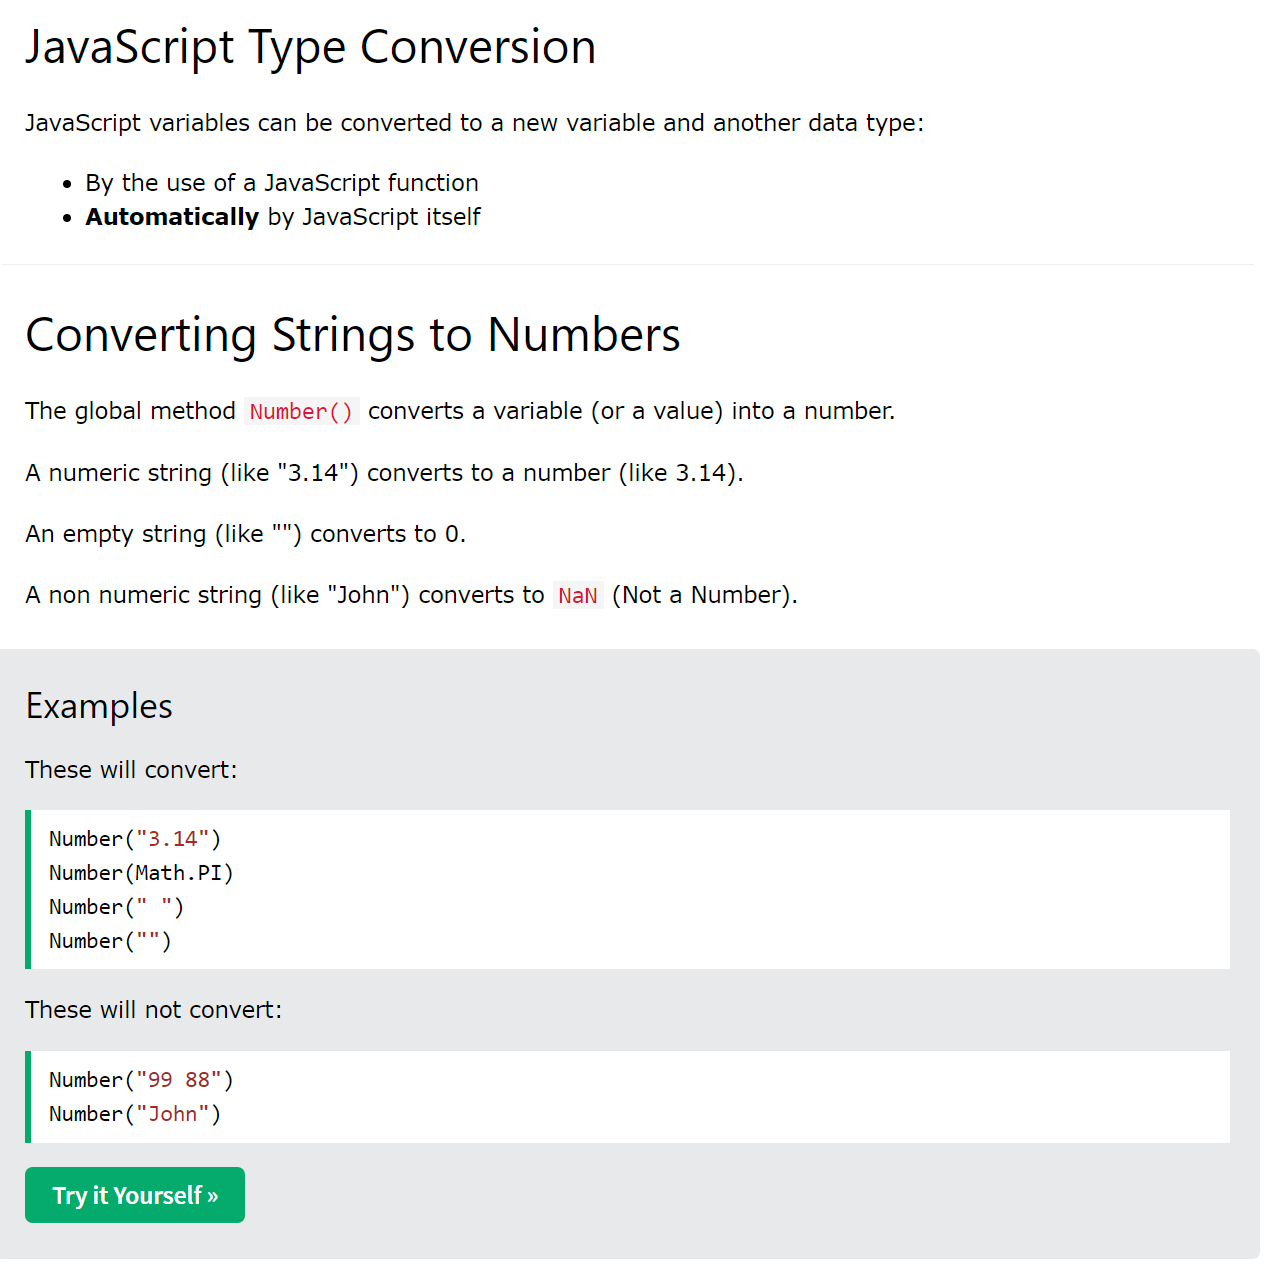 JavaScript Type Conversion
JavaScript variables can be converted to a new variable and another data type:
• By the use of a JavaScript function
• Automatically by JavaScript itself
Converting Strings to Numbers
The global method Number() converts a variable (or a value) into a number.
A numeric string (like "3.14") converts to a number (like 3.14).
An empty string (like "") converts to 0.
A non numeric string (like "John") converts to NaN (Not a Number).
Examples
These will convert:
Number("3.14")
Number(Math.PI)
Number(" ")
Number("")
These will not convert:
Number("99 88")
Number("John")
Try it Yourself »